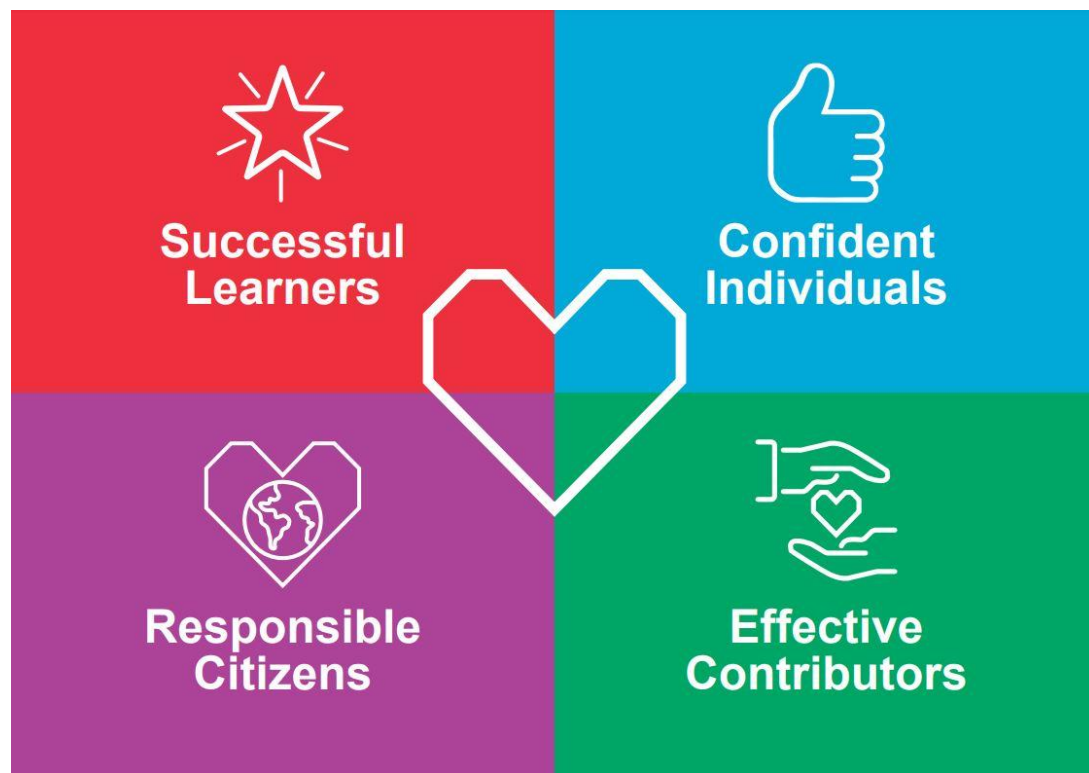 Successful
Learners
Confident
Individuals
Responsible
Citizens
Effective
Contributors